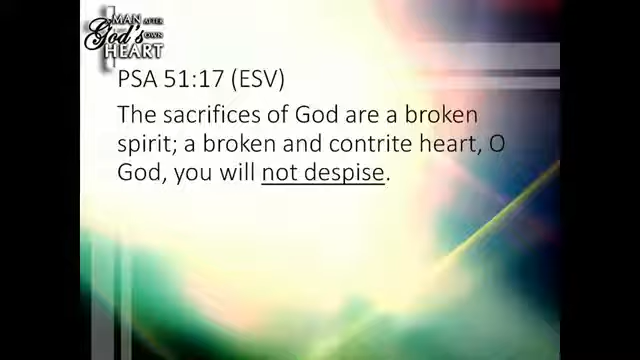 MAN AFTER
God's OWN
HEART
PSA 51:17 (ESV)
The sacrifices of God are a broken
spirit; a broken and contrite heart, O
God, you will not despise.